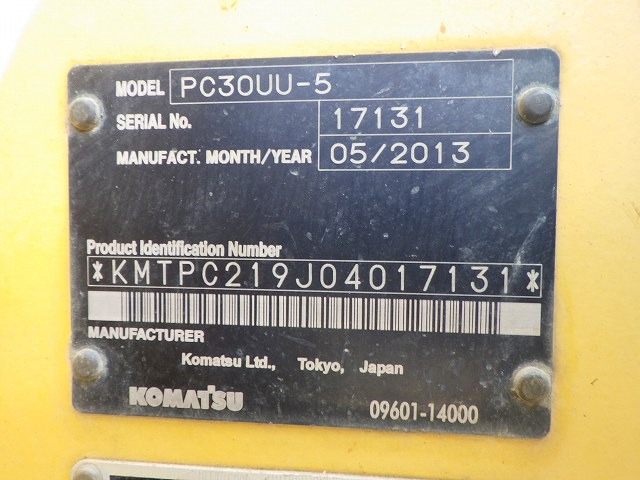 MODEL PC30UU-5
SERIAL No. 17131
MANUFACT. MONTH/YEAR 05/2013
Product Identification Number
*KMTPC219J04017131*
MANUFACTURER
Komatsu Ltd., Tokyo, Japan
KOMATSU 09601-14000